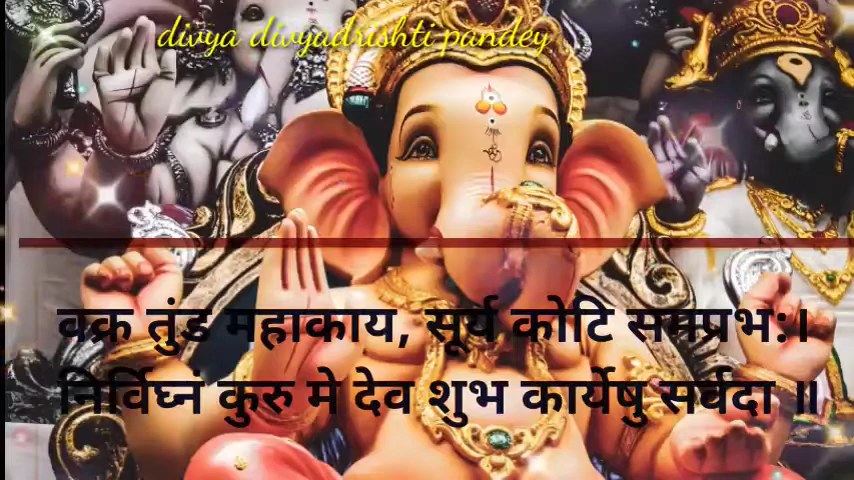 divya divyadrishti pandey
वक्र तुंड महाकाय, सूर्य कोटि समप्रभ:।
निर्विघ्नं कुरु मे देव शुभ कार्येषु सर्वदा ॥